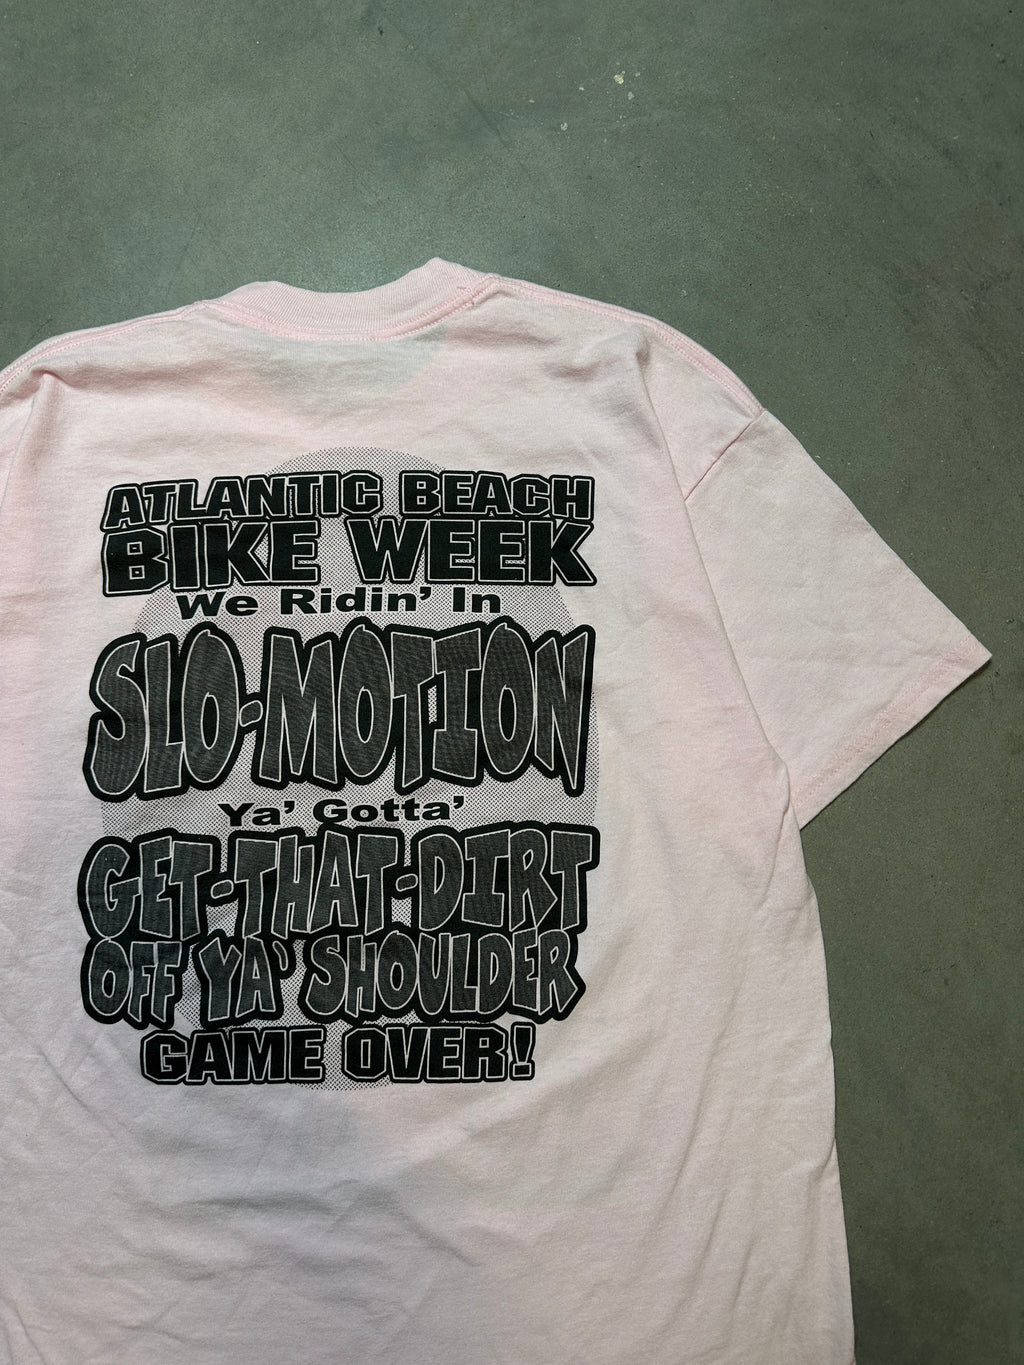 ATLANTIC BEACH
BIKE WEEK
We Ridin' In
SLO-MOTION
Ya' Gotta'
GET-THAT-DIRT
OFF YA' SHOULDER
GAME OVER!